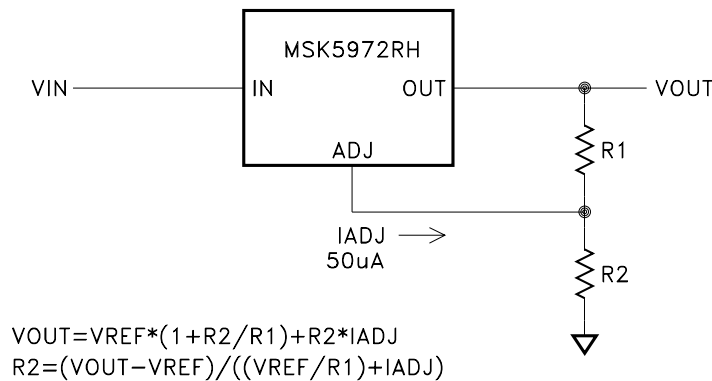 MSK5972RH
VIN
IN
OUT
VOUT
ADJ
R1
IADJ
50uA
R2
VOUT=VREF*(1+R2/R1)+R2*IADJ
R2=(VOUT-VREF)/((VREF/R1)+IADJ)